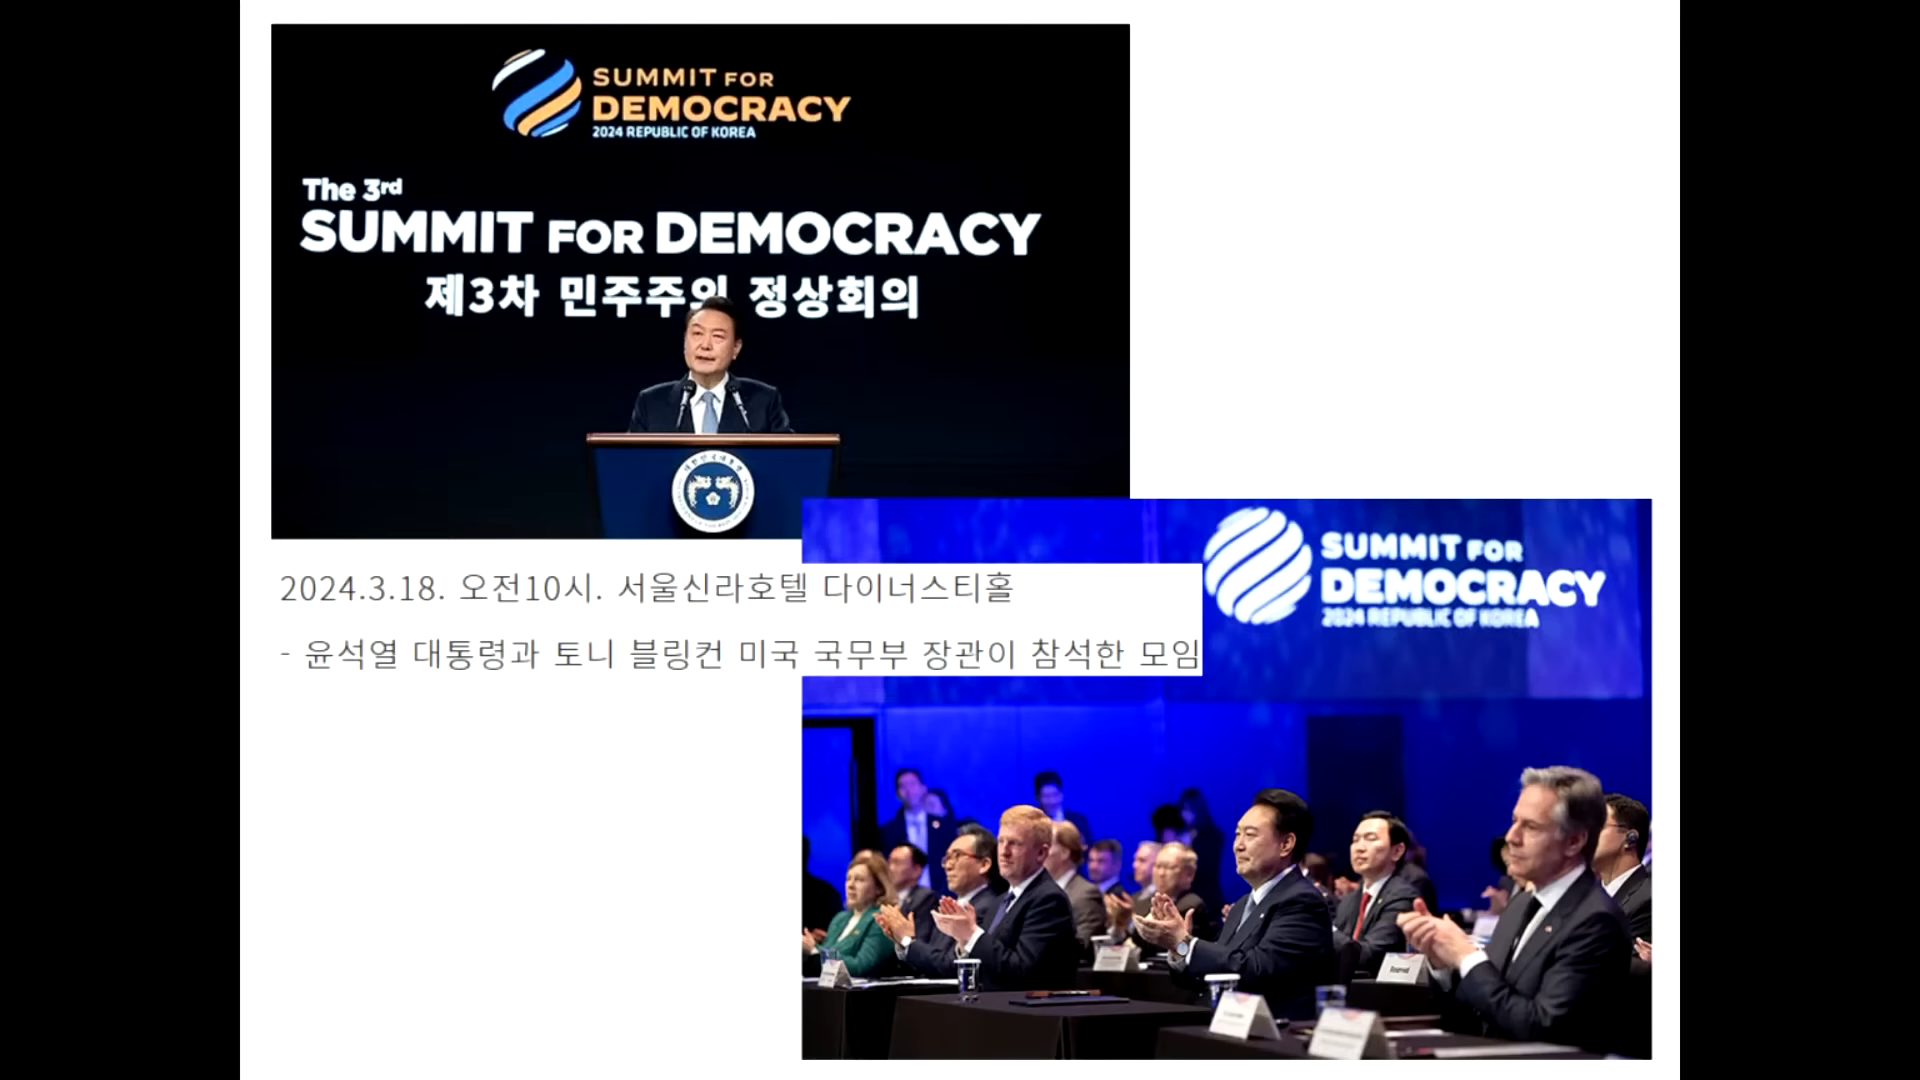 SUMMIT FOR
DEMOCRACY
2024 REPUBLIC OF KOREA
The 3rd
SUMMIT FOR DEMOCRACY
제3차 민주주의 정상회의
2024.3.18. 오전10시. 서울신라호텔 다이너스티홀
- 윤석열 대통령과 토니 블링컨 미국 국무부 장관이 참석한 모임
SUMMIT FOR
DEMOCRACY
2024 REPUBLIC OF KOREA
Reserved